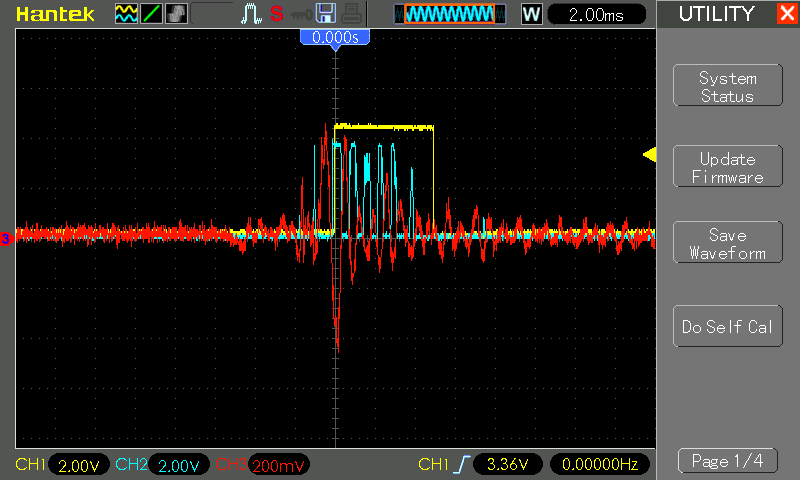 Hantek
S
W
2.00ms
UTILITY
X
0.000s
System
Status
Update
Firmware
Save
Waveform
3
Do Self Cal
CH1 2.00V CH2 2.00V CH3 200mV CH1 3.36V 0.00000Hz
Page 1/4